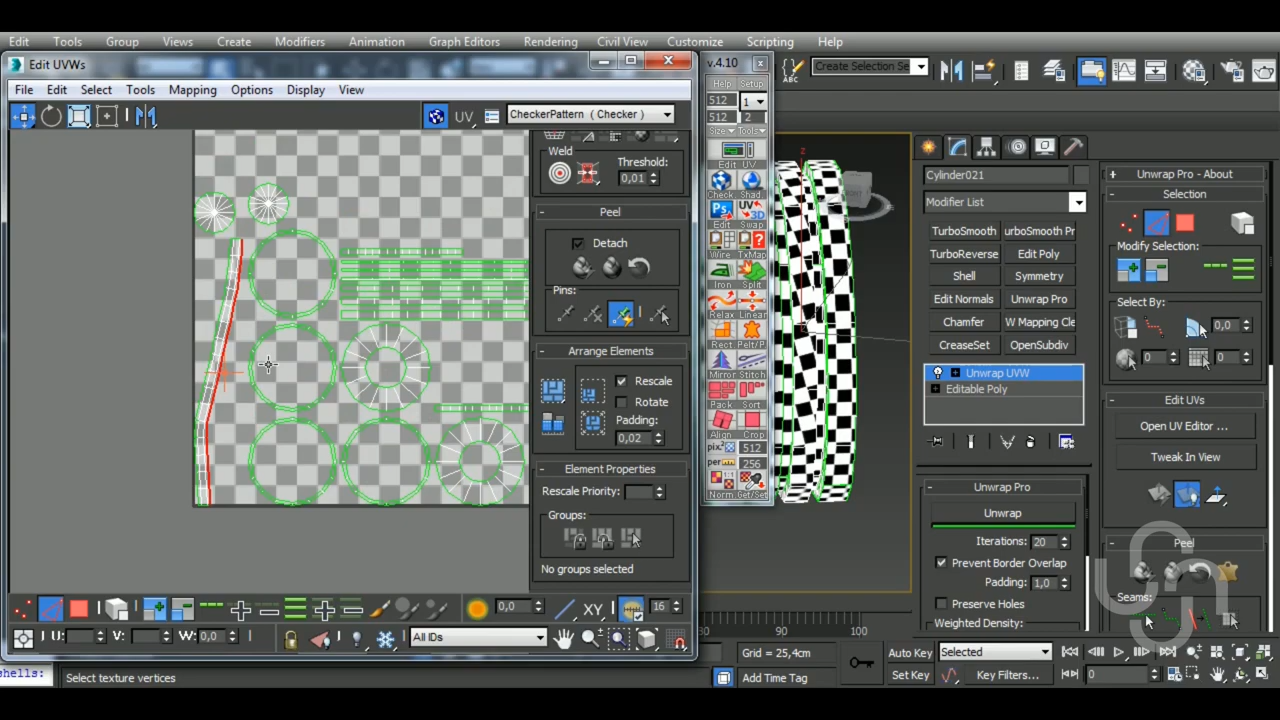 Edit Tools Group Views Create Modifiers Animation Graph Editors Rendering Civil View Customize Scripting Help
Edit UVWs
File Edit Select Tools Mapping Options Display View
UV
CheckerPattern ( Checker )
Weld
Threshold:
0,01
Peel
Detach
Pins:
Arrange Elements
Rescale
Rotate
Padding:
0,02
Element Properties
Rescale Priority:
Groups:
No groups selected
0,0
XY
16
U: V: W: 0,0
All IDs
shells:
Select texture vertices
v.4.10
Help Setup
512 1
512 2
Size Tools
Edit UV
Check Shad.
Edit Swap
Wire TxMap
Iron Split
Relax Linear
Rect. Pelt/P
Mirror Stitch
Pack Sort
Align Crop
pix 512
per 256
Norm. Get/Set
ABC
Create Selection Se
z
90 100
Grid = 25,4cm
Add Time Tag
Auto Key
Set Key
Selected
Key Filters...
0
Cylinder021
Modifier List
TurboSmooth urboSmooth Pr
TurboReverse Edit Poly
Shell Symmetry
Edit Normals Unwrap Pro
Chamfer W Mapping Cle
CreaseSet OpenSubdiv
Unwrap UVW
Editable Poly
Unwrap Pro
Unwrap
Iterations: 20
Prevent Border Overlap
Padding: 1,0
Preserve Holes
Weighted Density:
Unwrap Pro - About
Selection
Modify Selection:
Select By:
0,0
0 0
Edit UVs
Open UV Editor ...
Tweak In View
Peel
Seams: